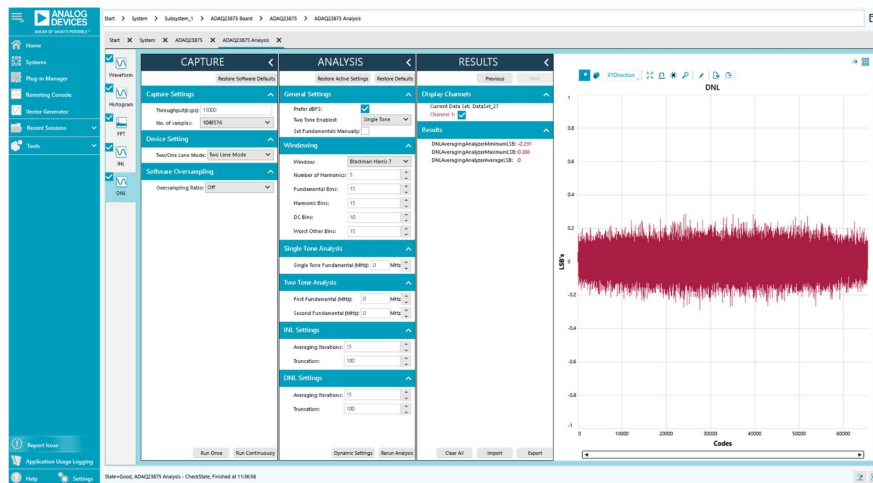 ANALOG
DEVICES
AHEAD OF WHAT'S POSSIBLE™
Start > System > Subsystem_1 > ADAQ23875 Board > ADAQ23875 > ADAQ23875 Analysis
Start X System X ADAQ23875 X ADAQ23875 Analysis X
Home
Systems
Plug-in Manager
Remoting Console
Vector Generator
Recent Sessions
Tools
Report Issue
Application Usage Logging
Help Settings
Waveform
Histogram
FFT
INL
DNL
CAPTURE
Restore Software Defaults
Capture Settings
Throughput(ksps): 11000
No. of samples: 1048576
Device Setting
Two/One Lane Mode: Two Lane Mode
Software Oversampling
Oversampling Ratio: Off
Run Once Run Continuously
ANALYSIS
Restore Active Settings Restore Defaults
General Settings
Prefer dBFS:
Two Tone Enabled: Single Tone
Set Fundamentals Manually:
Windowing
Window: Blackman Harris 7
Number of Harmonics: 5
Fundamental Bins: 15
Harmonic Bins: 15
DC Bins: 10
Worst Other Bins: 15
Single Tone Analysis
Single Tone Fundamental (MHz): 0 MHz
Two Tone Analysis
First Fundamental (MHz): 0 MHz
Second Fundamental (MHz): 0 MHz
INL Settings
Averaging Iterations: 15
Truncation: 100
DNL Settings
Averaging Iterations: 15
Truncation: 100
Dynamic Settings Rerun Analysis
RESULTS
Previous Next
Display Channels
Current Data Set: DataSet_27
Channel 1:
Results
DNLAveragingAnalyzerMinimumLSB: -0.291
DNLAveragingAnalyzerMaximumLSB: 0.288
DNLAveragingAnalyzerAverageLSB: 0
Clear All Import Export
XYDirection
DNL
1
0.8
0.6
0.4
0.2
0
-0.2
-0.4
-0.6
-0.8
-1
LSB's
0 10000 20000 30000 40000 50000 60000
Codes
State=Good, ADAQ23875 Analysis - CheckState, Finished at 11:36:58